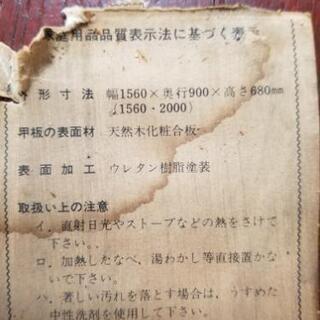 家庭用品品質表示法に基づく表
外形寸法 幅1560×奥行900×高さ680mm
(1560・2000)
甲板の表面材 天然木化粧合板
表面加工 ウレタン樹脂塗装
取扱い上の注意
イ．直射日光やストーブなどの熱をさけて
下さい。
ロ．加熱したなべ、湯わかし等直接置かな
いで下さい。
ハ．著しい汚れを落とす場合は、うすめた
中性洗剤を使用して下さい。